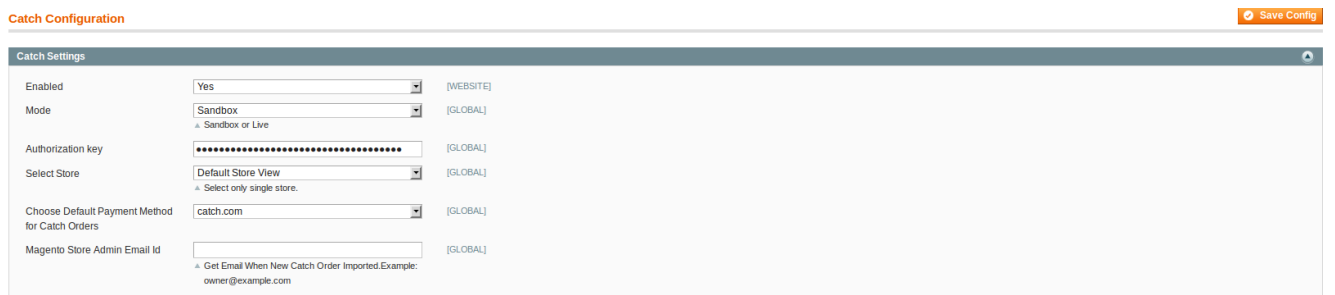 Catch Configuration
Save Config
Catch Settings
Enabled Yes [WEBSITE]
Mode Sandbox [GLOBAL]
Sandbox or Live
Authorization key •••••••••••••••••••••••••••••••••••• [GLOBAL]
Select Store Default Store View [GLOBAL]
Select only single store.
Choose Default Payment Method catch.com [GLOBAL]
for Catch Orders
Magento Store Admin Email Id [GLOBAL]
Get Email When New Catch Order Imported.Example:
owner@example.com